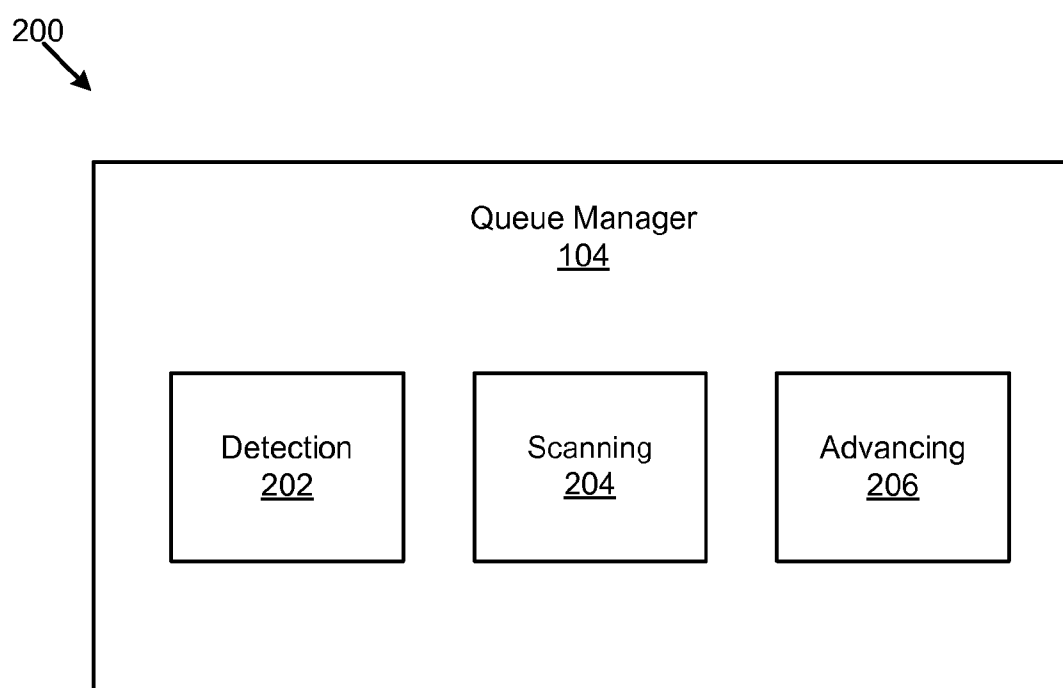 200
Queue Manager
104
Detection
202
Scanning
204
Advancing
206